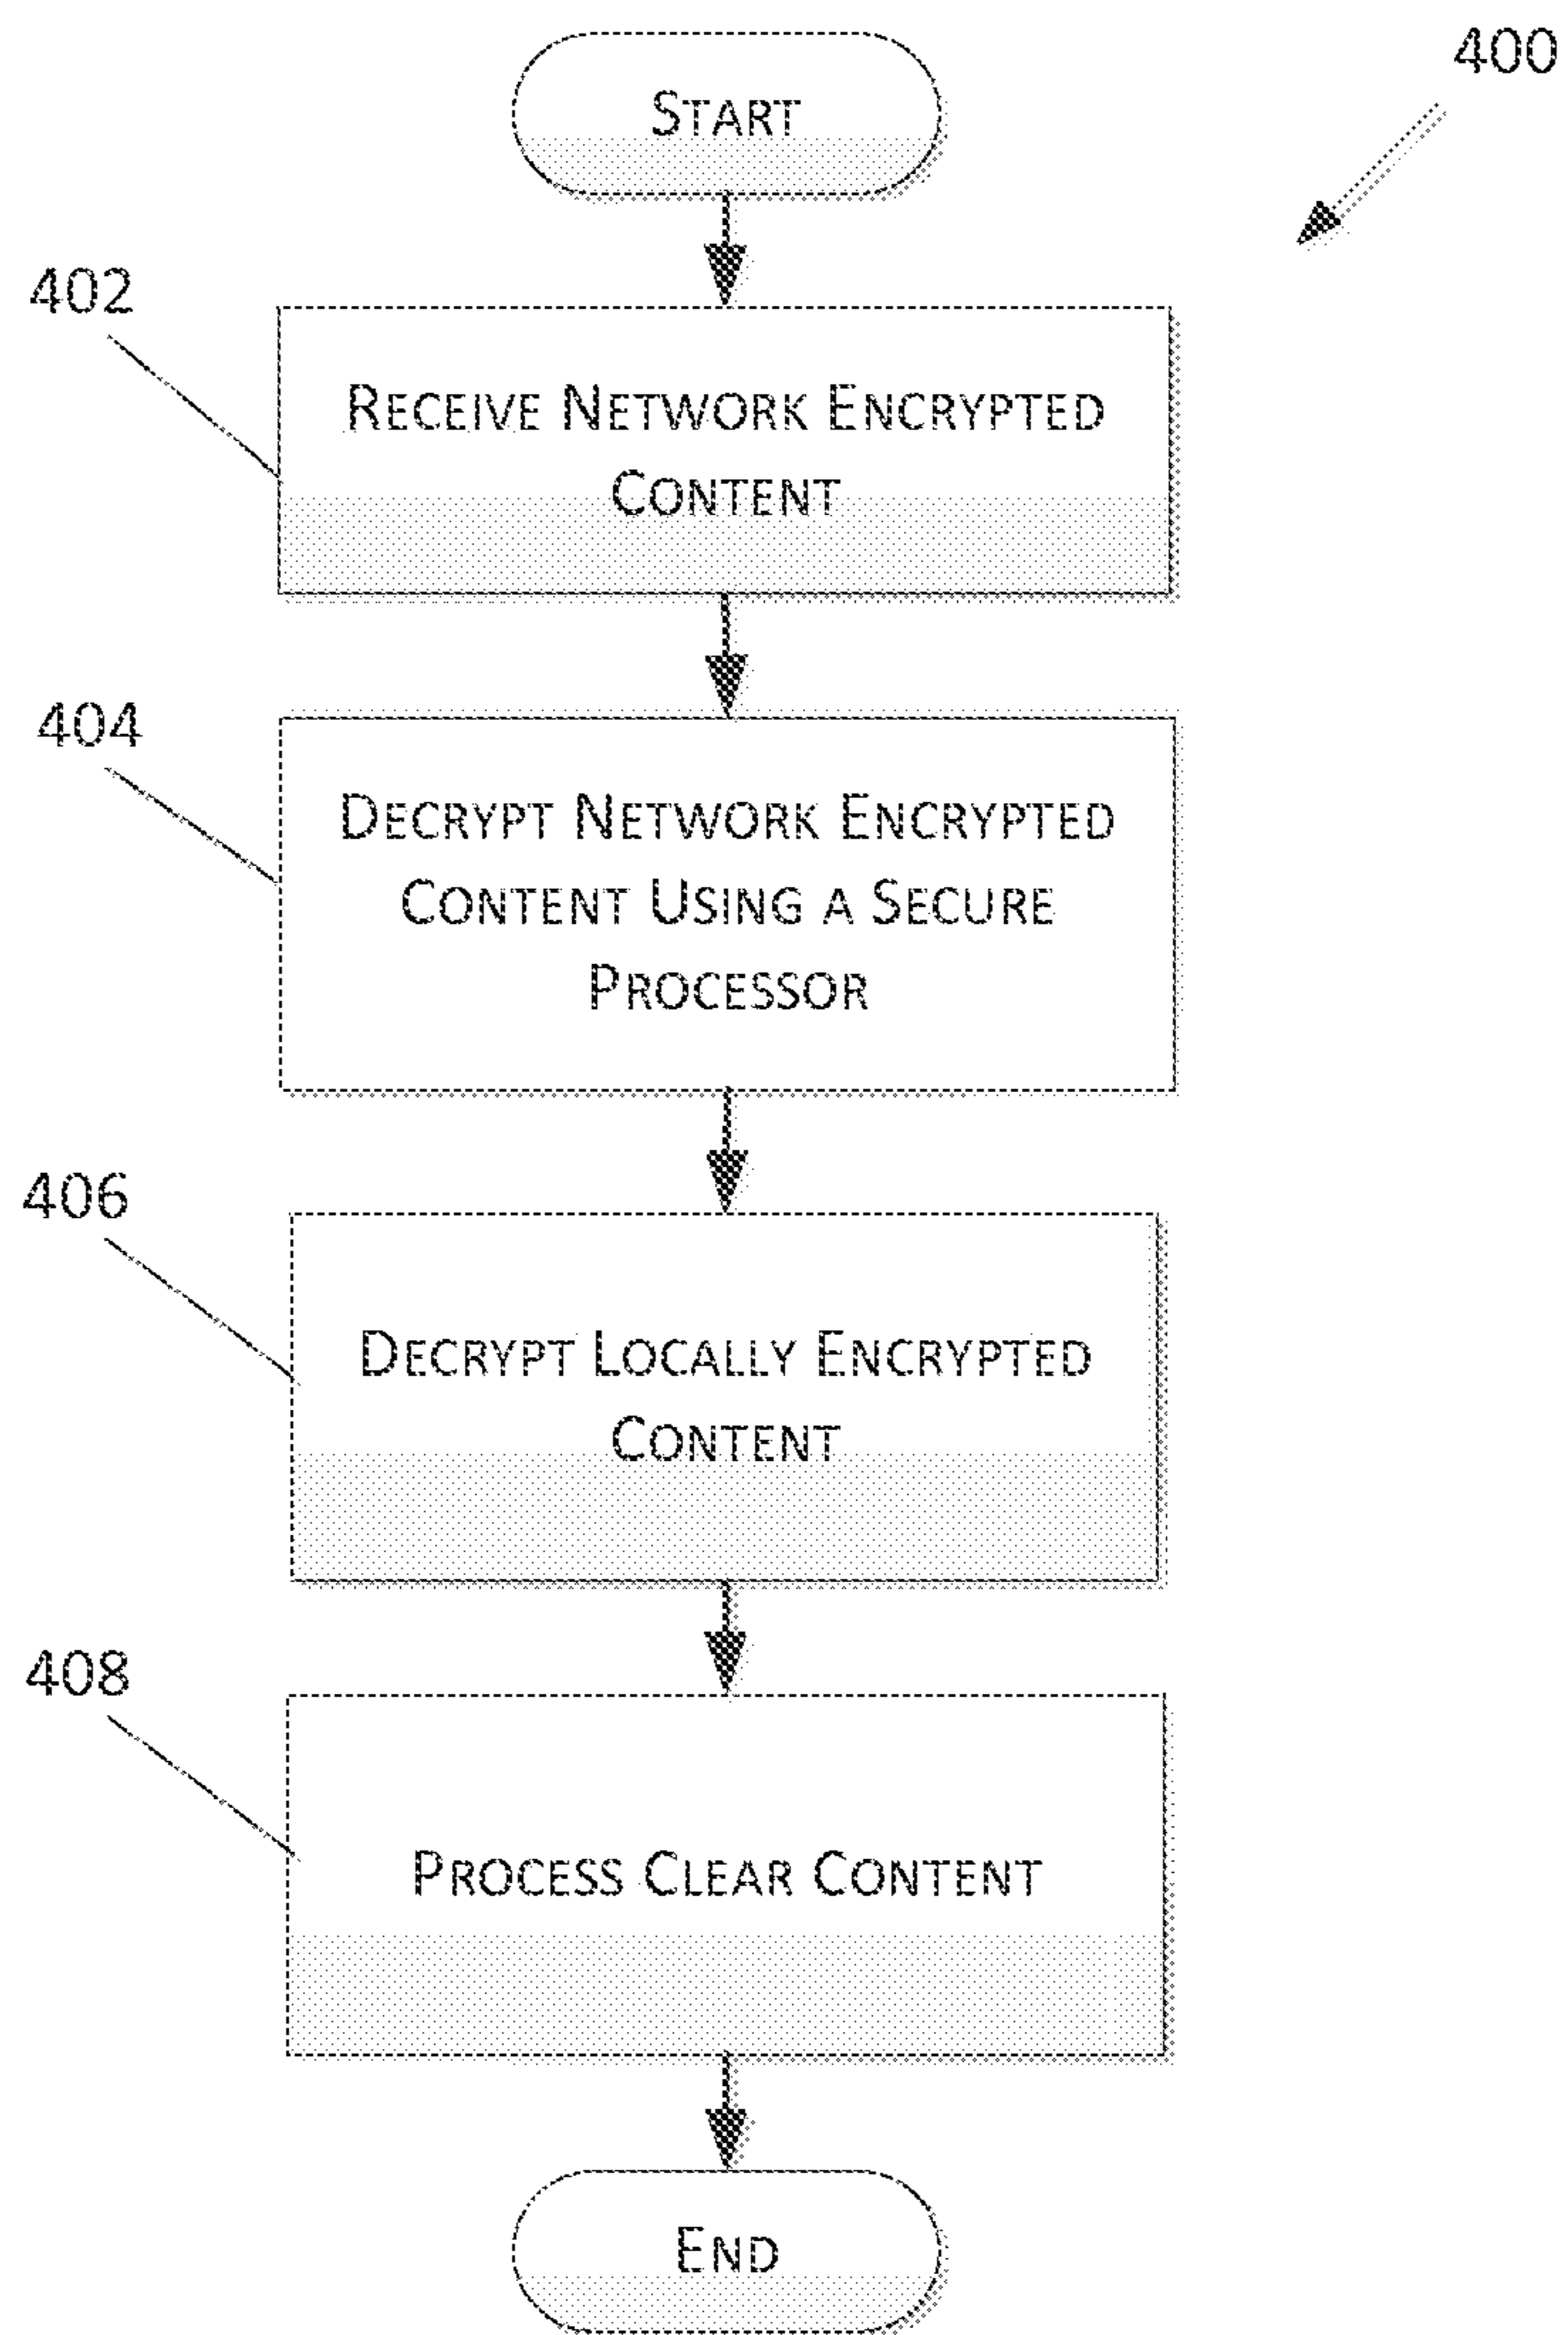 START
400
402
RECEIVE NETWORK ENCRYPTED
CONTENT
404
DECRYPT NETWORK ENCRYPTED
CONTENT USING A SECURE
PROCESSOR
406
DECRYPT LOCALLY ENCRYPTED
CONTENT
408
PROCESS CLEAR CONTENT
END